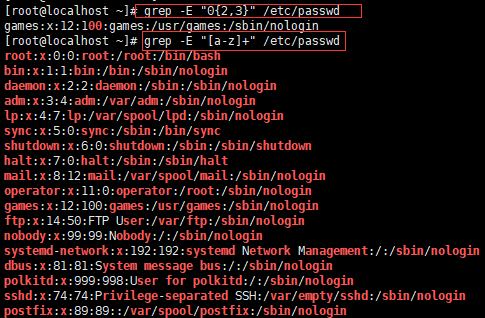 [root@localhost ~]# grep -E "0{2,3}" /etc/passwd
games:x:12:100:games:/usr/games:/sbin/nologin
[root@localhost ~]# grep -E "[a-z]+" /etc/passwd
root:x:0:0:root:/root:/bin/bash
bin:x:1:1:bin:/bin:/sbin/nologin
daemon:x:2:2:daemon:/sbin:/sbin/nologin
adm:x:3:4:adm:/var/adm:/sbin/nologin
lp:x:4:7:lp:/var/spool/lpd:/sbin/nologin
sync:x:5:0:sync:/sbin:/bin/sync
shutdown:x:6:0:shutdown:/sbin:/sbin/shutdown
halt:x:7:0:halt:/sbin:/sbin/halt
mail:x:8:12:mail:/var/spool/mail:/sbin/nologin
operator:x:11:0:operator:/root:/sbin/nologin
games:x:12:100:games:/usr/games:/sbin/nologin
ftp:x:14:50:FTP User:/var/ftp:/sbin/nologin
nobody:x:99:99:Nobody:/:/sbin/nologin
systemd-network:x:192:192:systemd Network Management:/:/sbin/nologin
dbus:x:81:81:System message bus:/:/sbin/nologin
polkitd:x:999:998:User for polkitd:/:/sbin/nologin
sshd:x:74:74:Privilege-separated SSH:/var/empty/sshd:/sbin/nologin
postfix:x:89:89::/var/spool/postfix:/sbin/nologin